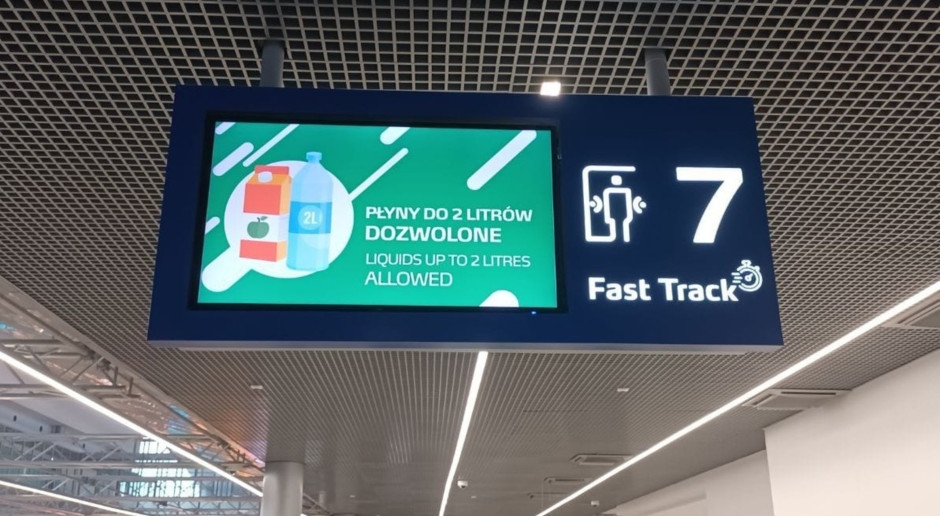 2L
PŁYNY DO 2 LITRÓW
DOZWOLONE
LIQUIDS UP TO 2 LITRES
ALLOWED
7
Fast Track